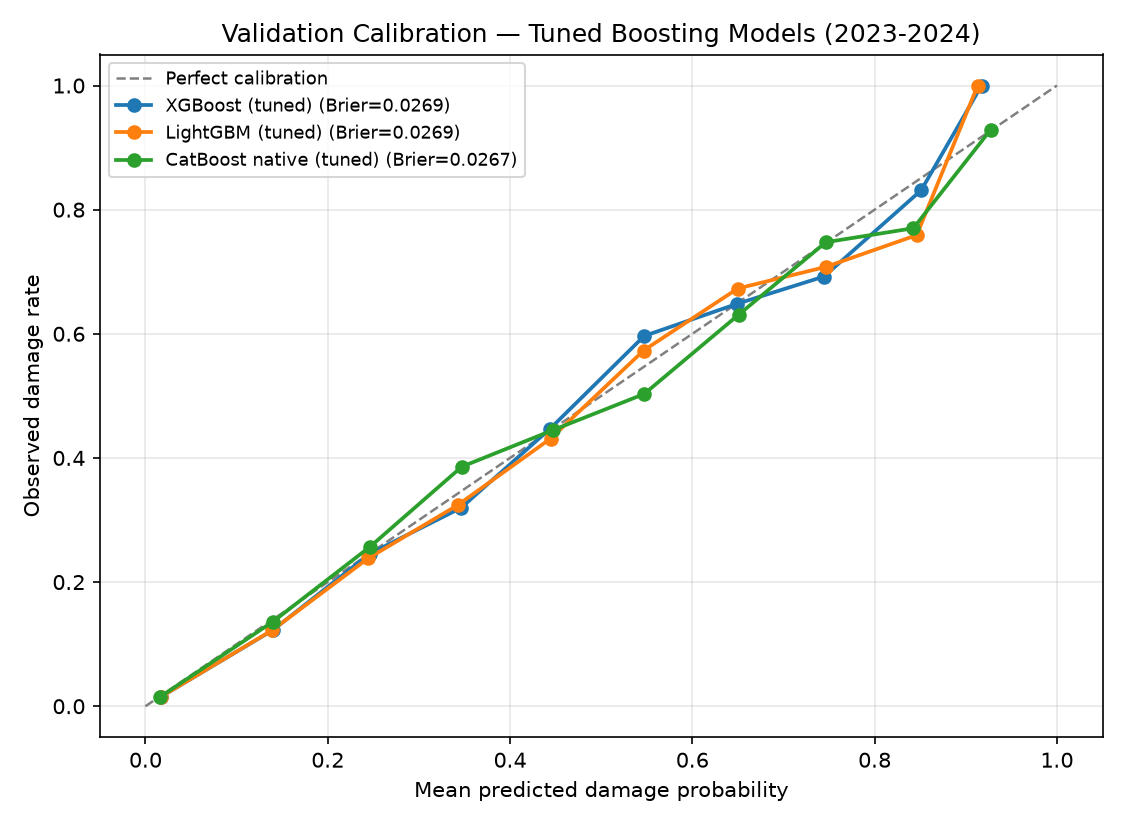 Validation Calibration — Tuned Boosting Models (2023-2024)
Perfect calibration
XGBoost (tuned) (Brier=0.0269)
LightGBM (tuned) (Brier=0.0269)
CatBoost native (tuned) (Brier=0.0267)
Observed damage rate
1.0
0.8
0.6
0.4
0.2
0.0
0.0 0.2 0.4 0.6 0.8 1.0
Mean predicted damage probability